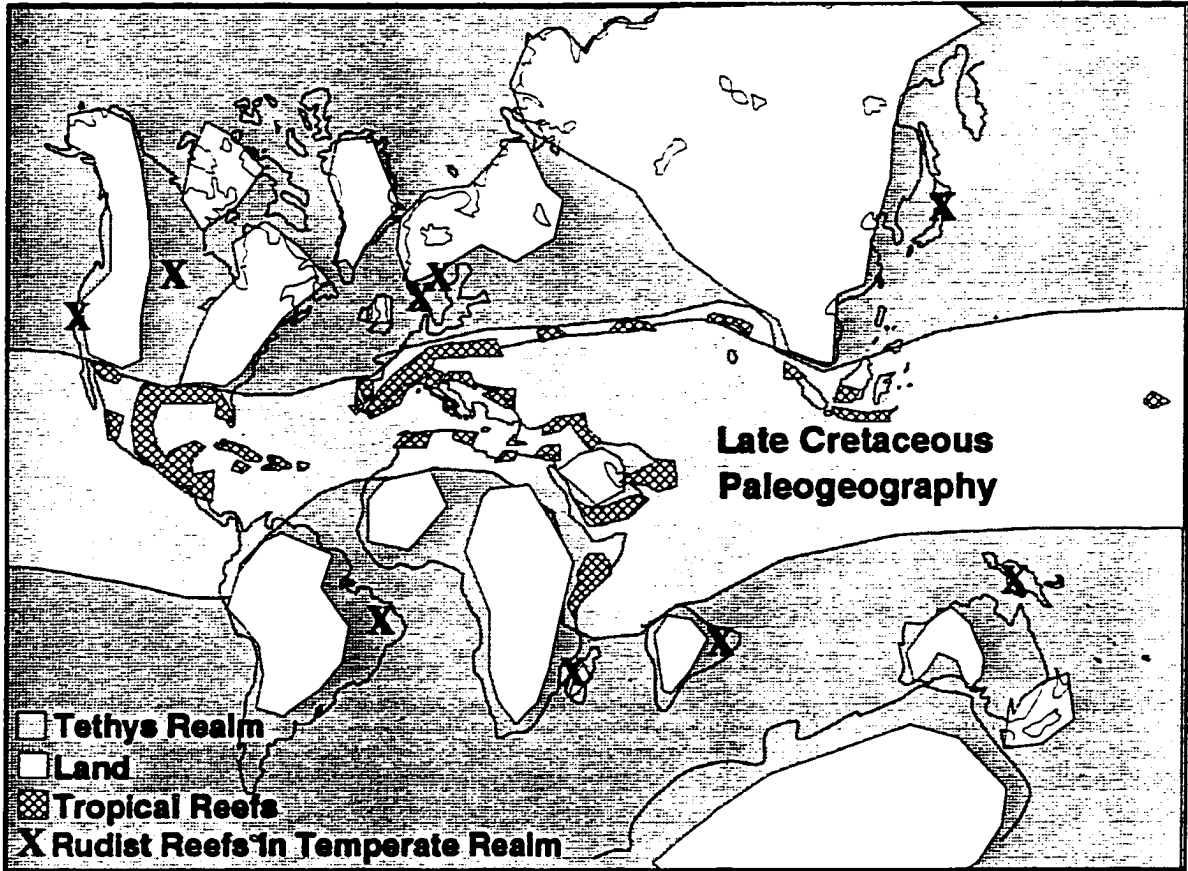 Late Cretaceous
Paleogeography
Tethys Realm
Land
Tropical Reefs
X Rudist Reefs in Temperate Realm